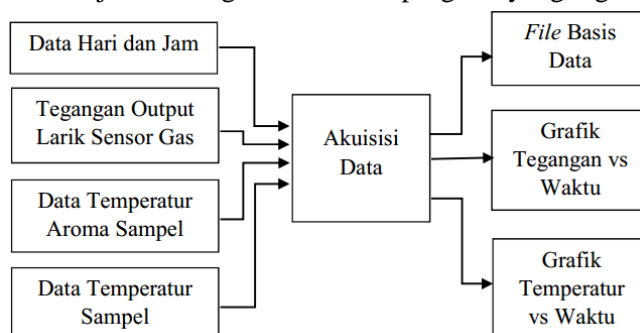 Data Hari dan Jam
Tegangan Output
Larik Sensor Gas
Data Temperatur
Aroma Sampel
Data Temperatur
Sampel
Akuisisi
Data
File Basis
Data
Grafik
Tegangan vs
Waktu
Grafik
Temperatur
vs Waktu